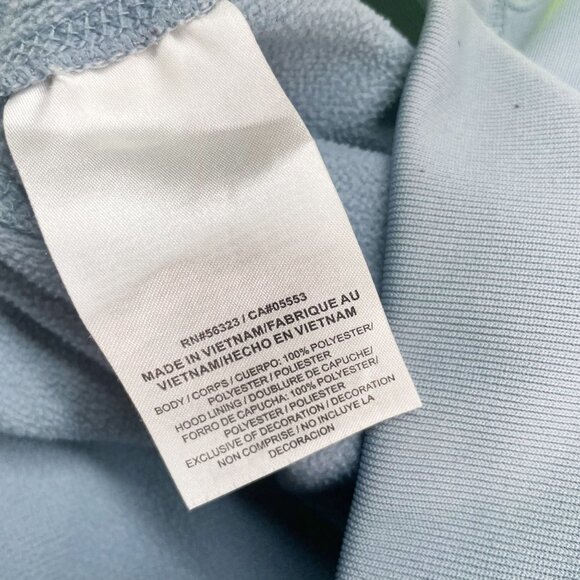 RN#56323 / CA#05553
MADE IN VIETNAM/FABRIQUE AU
VIETNAM/HECHO EN VIETNAM
BODY / CORPS / CUERPO: 100% POLYESTER/
POLYESTER / POLIESTER
HOOD LINING / DOUBLURE DE CAPUCHE/
FORRO DE CAPUCHA: 100% POLYESTER/
POLYESTER / POLIESTER
EXCLUSIVE OF DECORATION / DECORATION
NON COMPRISE / NO INCLUYE LA
DECORACION